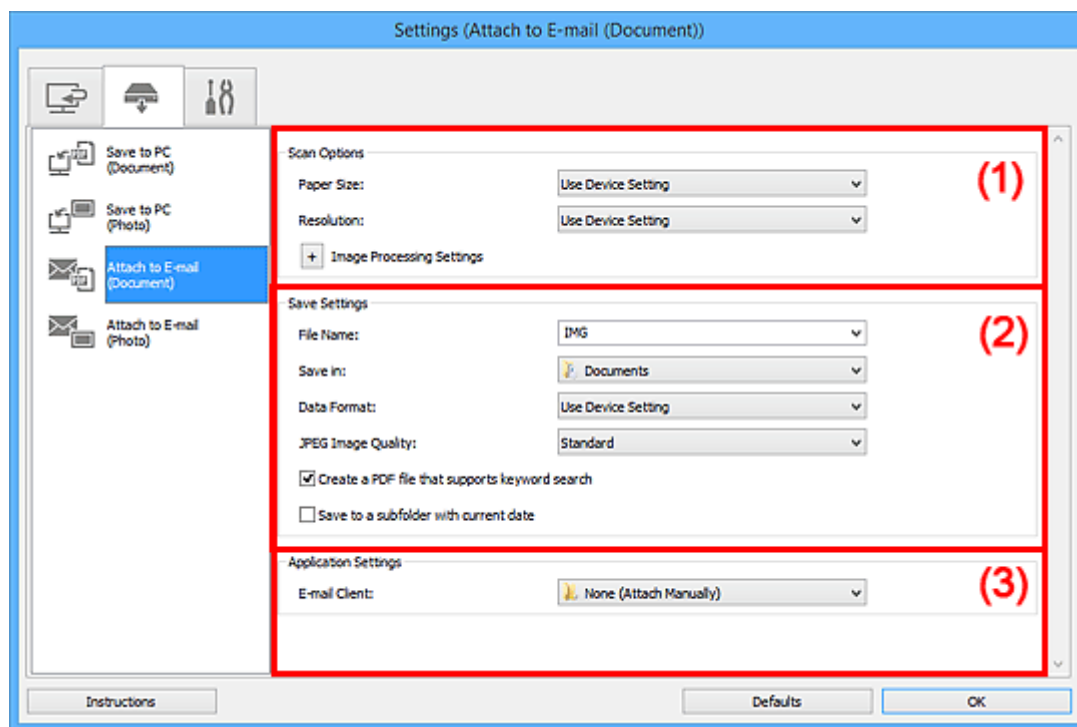 Settings (Attach to E-mail (Document))
Save to PC
(Document)
Save to PC
(Photo)
Attach to E-mail
(Document)
Attach to E-mail
(Photo)
Scan Options
(1)
Paper Size: Use Device Setting
Resolution: Use Device Setting
+ Image Processing Settings
Save Settings
(2)
File Name: IMG
Save in: Documents
Data Format: Use Device Setting
JPEG Image Quality: Standard
Create a PDF file that supports keyword search
Save to a subfolder with current date
Application Settings
(3)
E-mail Client: None (Attach Manually)
Instructions Defaults OK